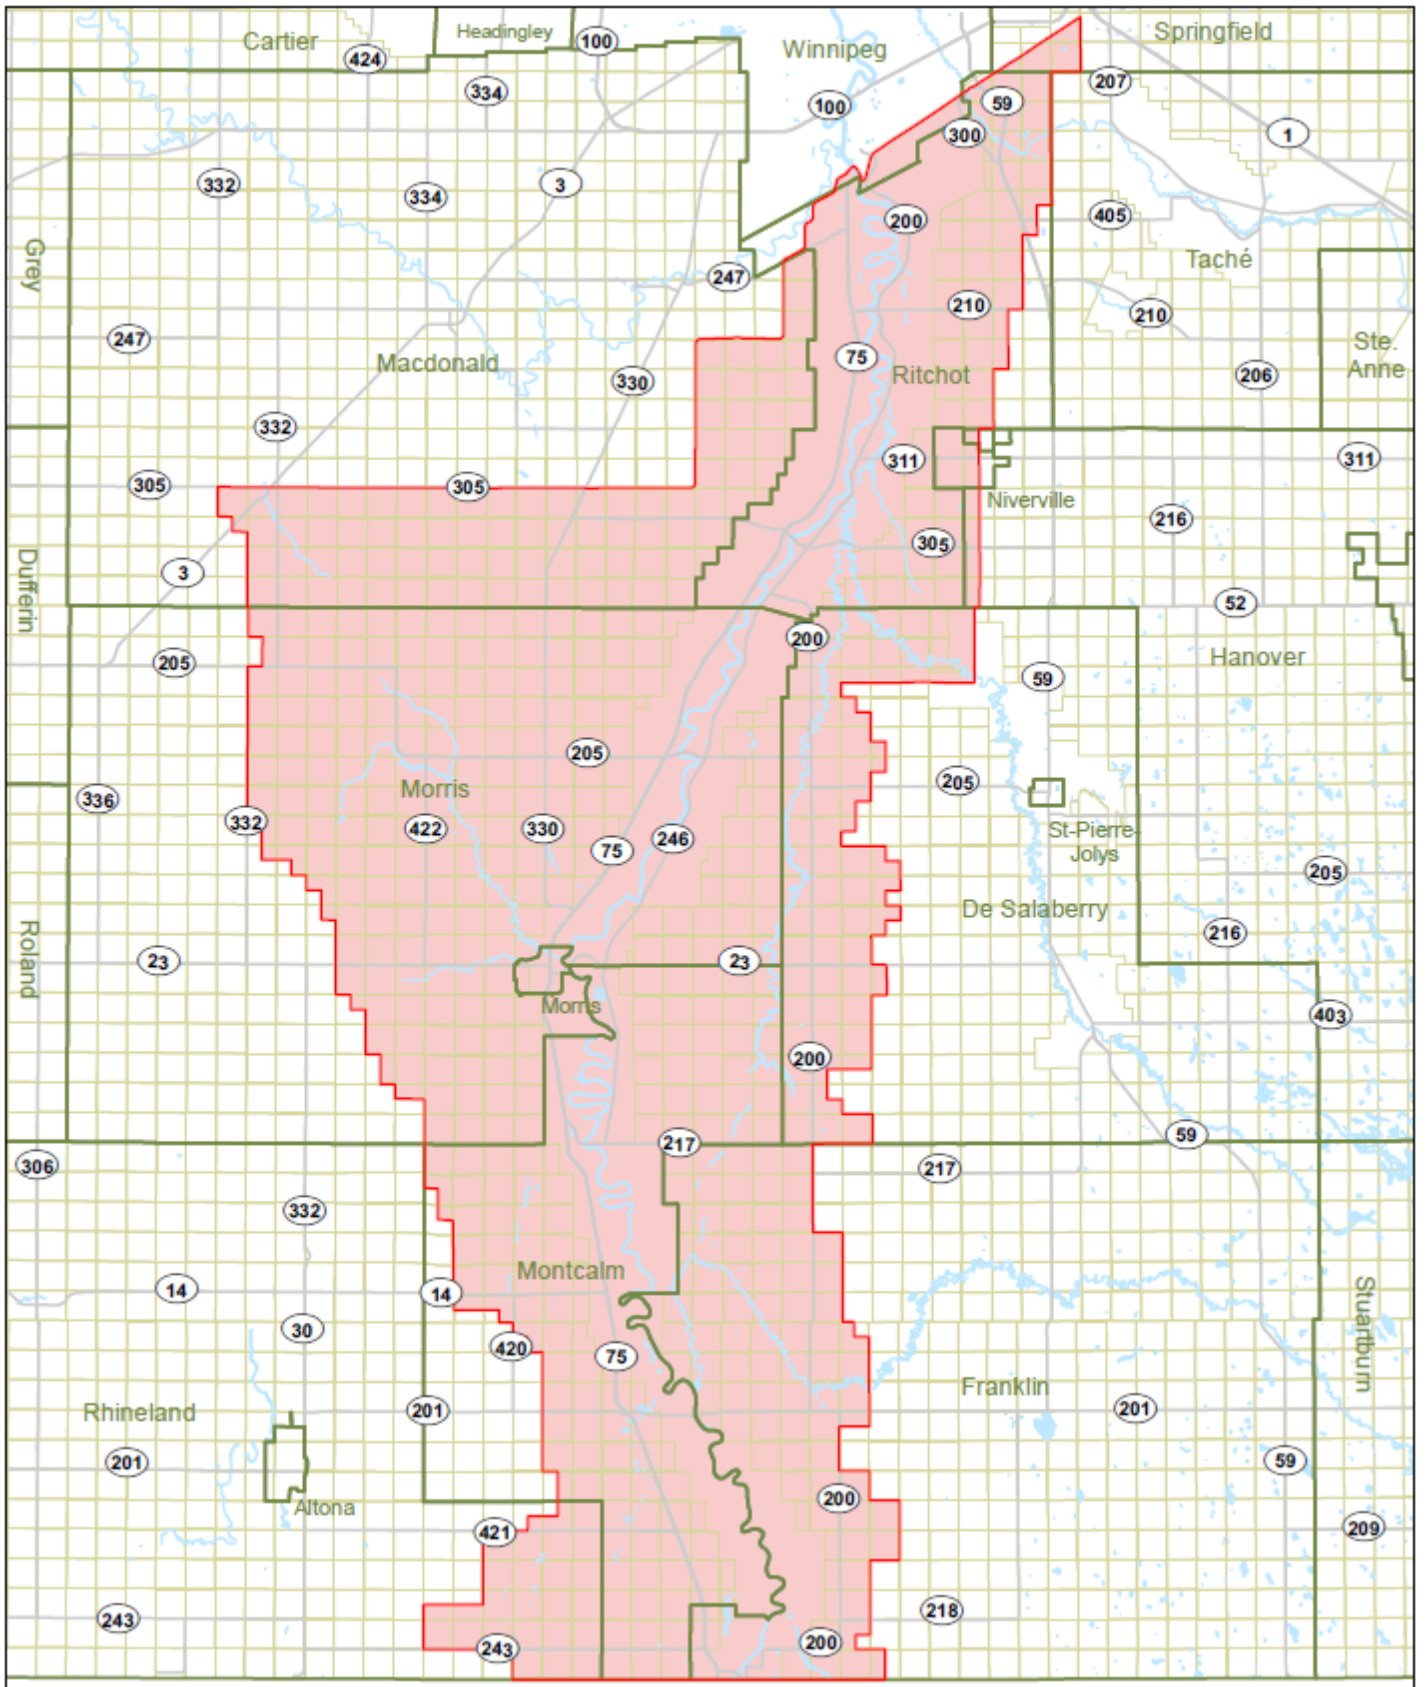 Cartier
Headingley
100
Winnipeg
Springfield
424
334
100
59
207
300
1
332
334
3
200
405
Grey
Taché
247
210
210
247
75
Ste.
Anne
Macdonald
330
Ritchot
206
332
305
305
311
311
Niverville
216
305
Dufferin
3
52
200
205
Hanover
59
205
205
Morris
336
332
422
330
75
246
St-Pierre-
Jolys
205
De Salaberry
216
Roland
23
23
Morris
403
200
59
217
306
217
332
Montcalm
14
14
Stuartburn
30
420
75
Franklin
Rhineland
201
201
201
59
Altona
200
421
209
243
218
243
200